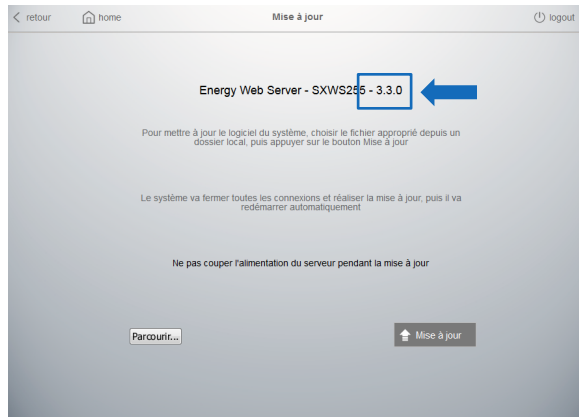 retour home Mise à jour logout
Energy Web Server - SXWS255 - 3.3.0
Pour mettre à jour le logiciel du système, choisir le fichier approprié depuis un
dossier local, puis appuyer sur le bouton Mise à jour
Le système va fermer toutes les connexions et réaliser la mise à jour, puis il va
redémarrer automatiquement
Ne pas couper l'alimentation du serveur pendant la mise à jour
Parcourir... Mise à jour